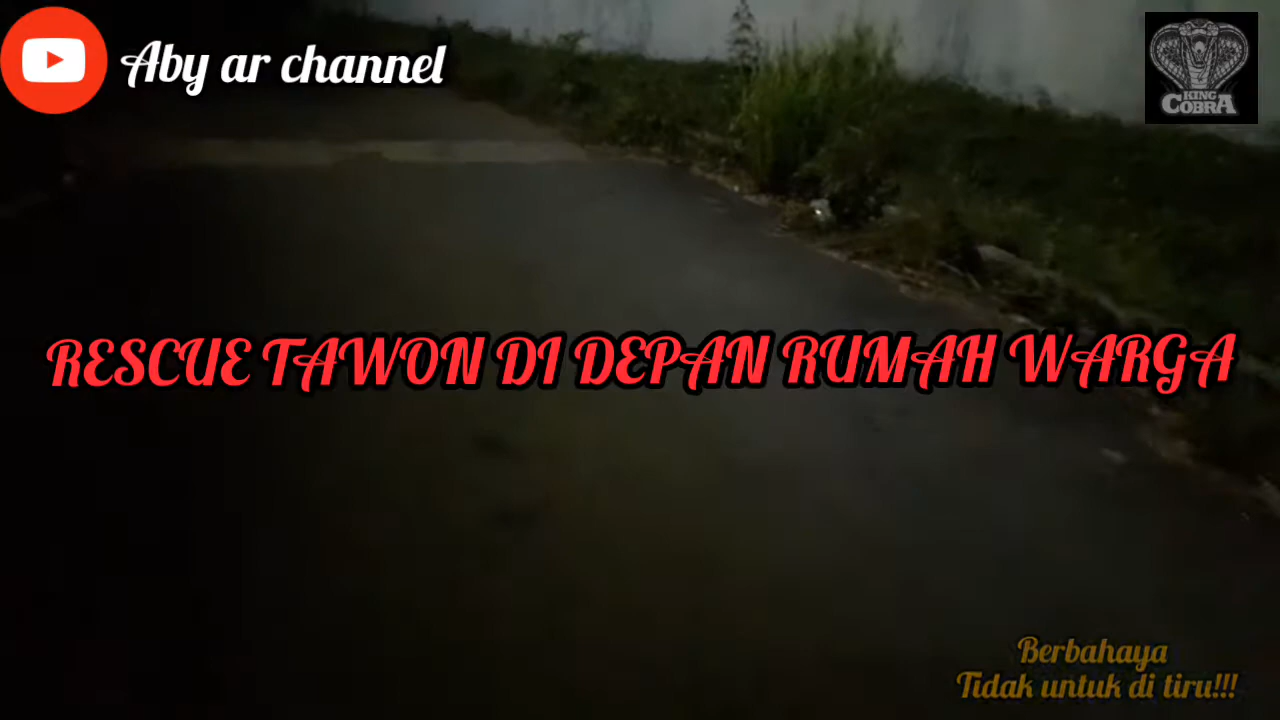 Aby ar channel
KING
COBRA
RESCUE TAWON DI DEPAN RUMAH WARGA
Berbahaya
Tidak untuk di tiru!!!